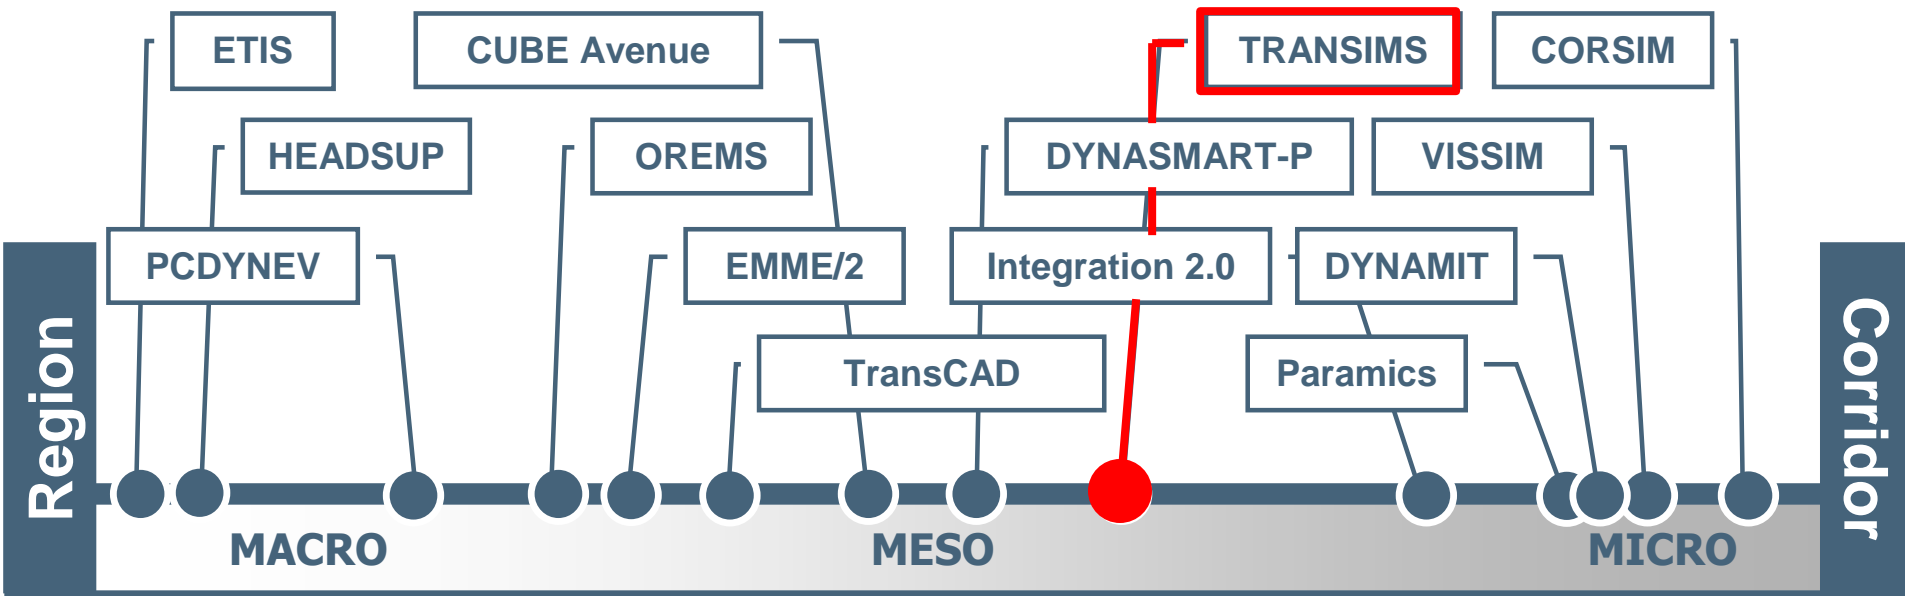 ETIS
CUBE Avenue
TRANSIMS
CORSIM
HEADSUP
OREMS
DYNASMART-P
VISSIM
PCDYNEV
EMME/2
Integration 2.0
DYNAMIT
TransCAD
Paramics
Region
Corridor
MACRO
MESO
MICRO